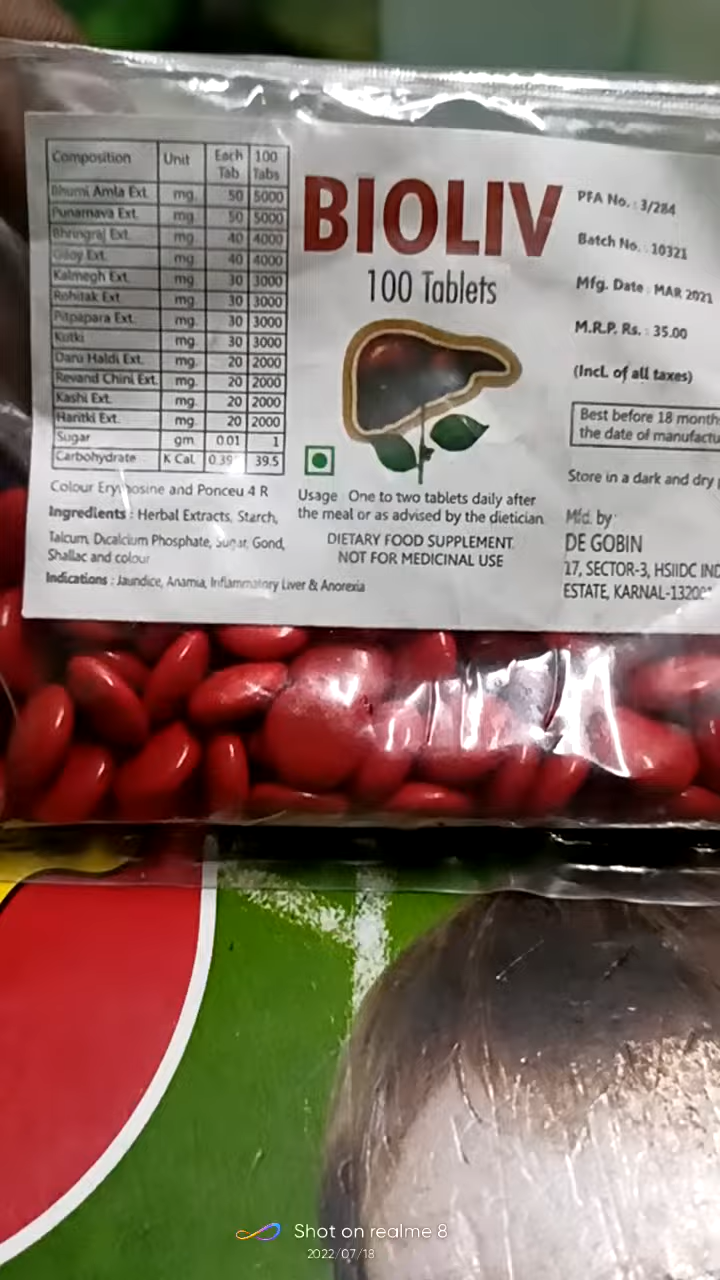 Composition Unit Each Tab 100 Tabs
Bhumi Amla Ext. mg. 50 5000
Punarnava Ext. mg. 50 5000
Bhringraj Ext. mg. 40 4000
Giloy Ext. mg. 40 4000
Kalmegh Ext. mg. 30 3000
Rohitak Ext. mg. 30 3000
Pitpapara Ext. mg. 30 3000
Kutki mg. 30 3000
Daru Haldi Ext. mg. 20 2000
Revand Chini Ext. mg. 20 2000
Kashi Ext. mg. 20 2000
Haritki Ext. mg. 20 2000
Sugar gm. 0.01 1
Carbohydrate K Cal. 39.5
Colour Erythosine and Ponceu 4 R
Ingredients : Herbal Extracts, Starch,
Talcum, Dicalcium Phosphate, Sugar, Gond,
Shallac and colour
Indications : Jaundice, Anamia, Inflammatory Liver & Anorexia
BIOLIV
100 Tablets
Usage One to two tablets daily after
the meal or as advised by the dietician
DIETARY FOOD SUPPLEMENT
NOT FOR MEDICINAL USE
PFA No. : 3/284
Batch No. : 10321
Mfg. Date : MAR 2021
M.R.P. Rs. : 35.00
(Incl. of all taxes)
Best before 18 month
the date of manufactu
Store in a dark and dry
Mfd. by
DE GOBIN
17, SECTOR-3, HSIIDC IND
ESTATE, KARNAL-1320
Shot on realme 8
2022/07/18